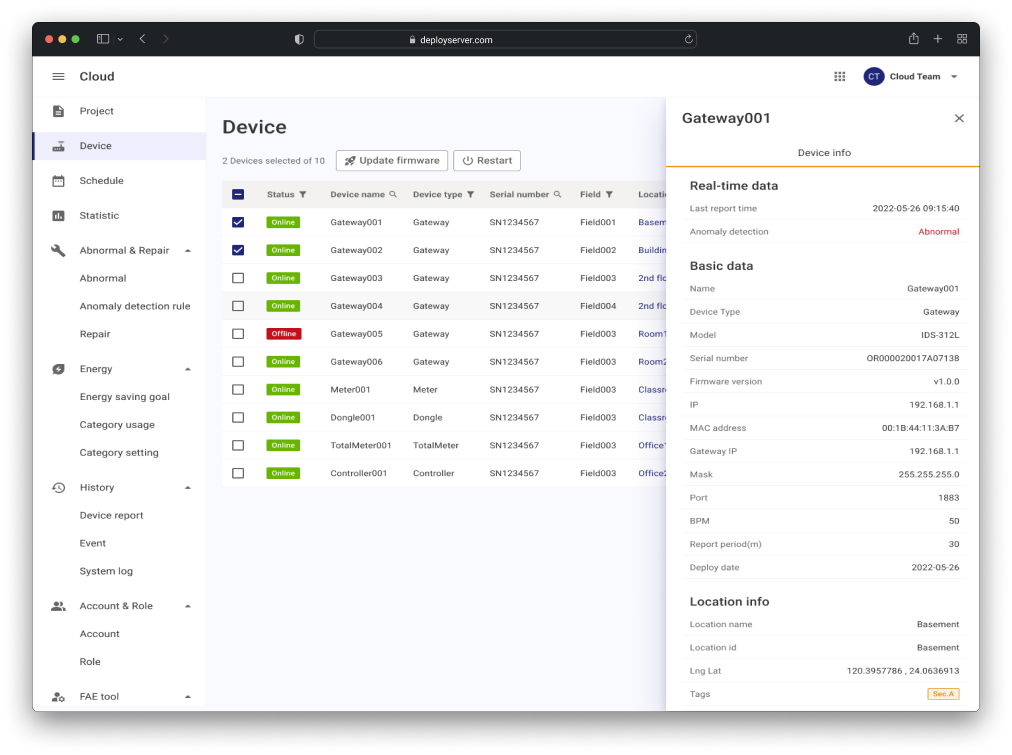 deployserver.com
Cloud
CT Cloud Team
Project
Device
Schedule
Statistic
Abnormal & Repair
Abnormal
Anomaly detection rule
Repair
Energy
Energy saving goal
Category usage
Category setting
History
Device report
Event
System log
Account & Role
Account
Role
FAE tool
Device
2 Devices selected of 10 Update firmware Restart
Status Device name Device type Serial number Field Locati
Online Gateway001 Gateway SN1234567 Field001 Basem
Online Gateway002 Gateway SN1234567 Field002 Buildin
Online Gateway003 Gateway SN1234567 Field003 2nd flo
Online Gateway004 Gateway SN1234567 Field004 2nd flo
Offline Gateway005 Gateway SN1234567 Field003 Room1
Online Gateway006 Gateway SN1234567 Field003 Room2
Online Meter001 Meter SN1234567 Field003 Classr
Online Dongle001 Dongle SN1234567 Field003 Classr
Online TotalMeter001 TotalMeter SN1234567 Field003 Office1
Online Controller001 Controller SN1234567 Field003 Office2
Gateway001
Device info
Real-time data
Last report time 2022-05-26 09:15:40
Anomaly detection Abnormal
Basic data
Name Gateway001
Device Type Gateway
Model IDS-312L
Serial number OR000020017A07138
Firmware version v1.0.0
IP 192.168.1.1
MAC address 00:1B:44:11:3A:B7
Gateway IP 192.168.1.1
Mask 255.255.255.0
Port 1883
BPM 50
Report period(m) 30
Deploy date 2022-05-26
Location info
Location name Basement
Location id Basement
Lng Lat 120.3957786 , 24.0636913
Tags Sec.A